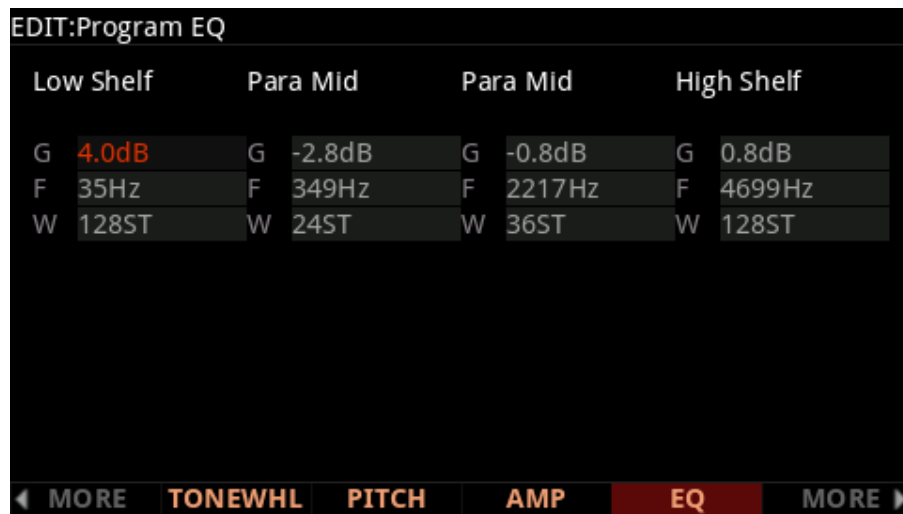 EDIT:Program EQ
Low Shelf Para Mid Para Mid High Shelf
G 4.0dB G -2.8dB G -0.8dB G 0.8dB
F 35Hz F 349Hz F 2217Hz F 4699Hz
W 128ST W 24ST W 36ST W 128ST
MORE TONEWHL PITCH AMP EQ MORE